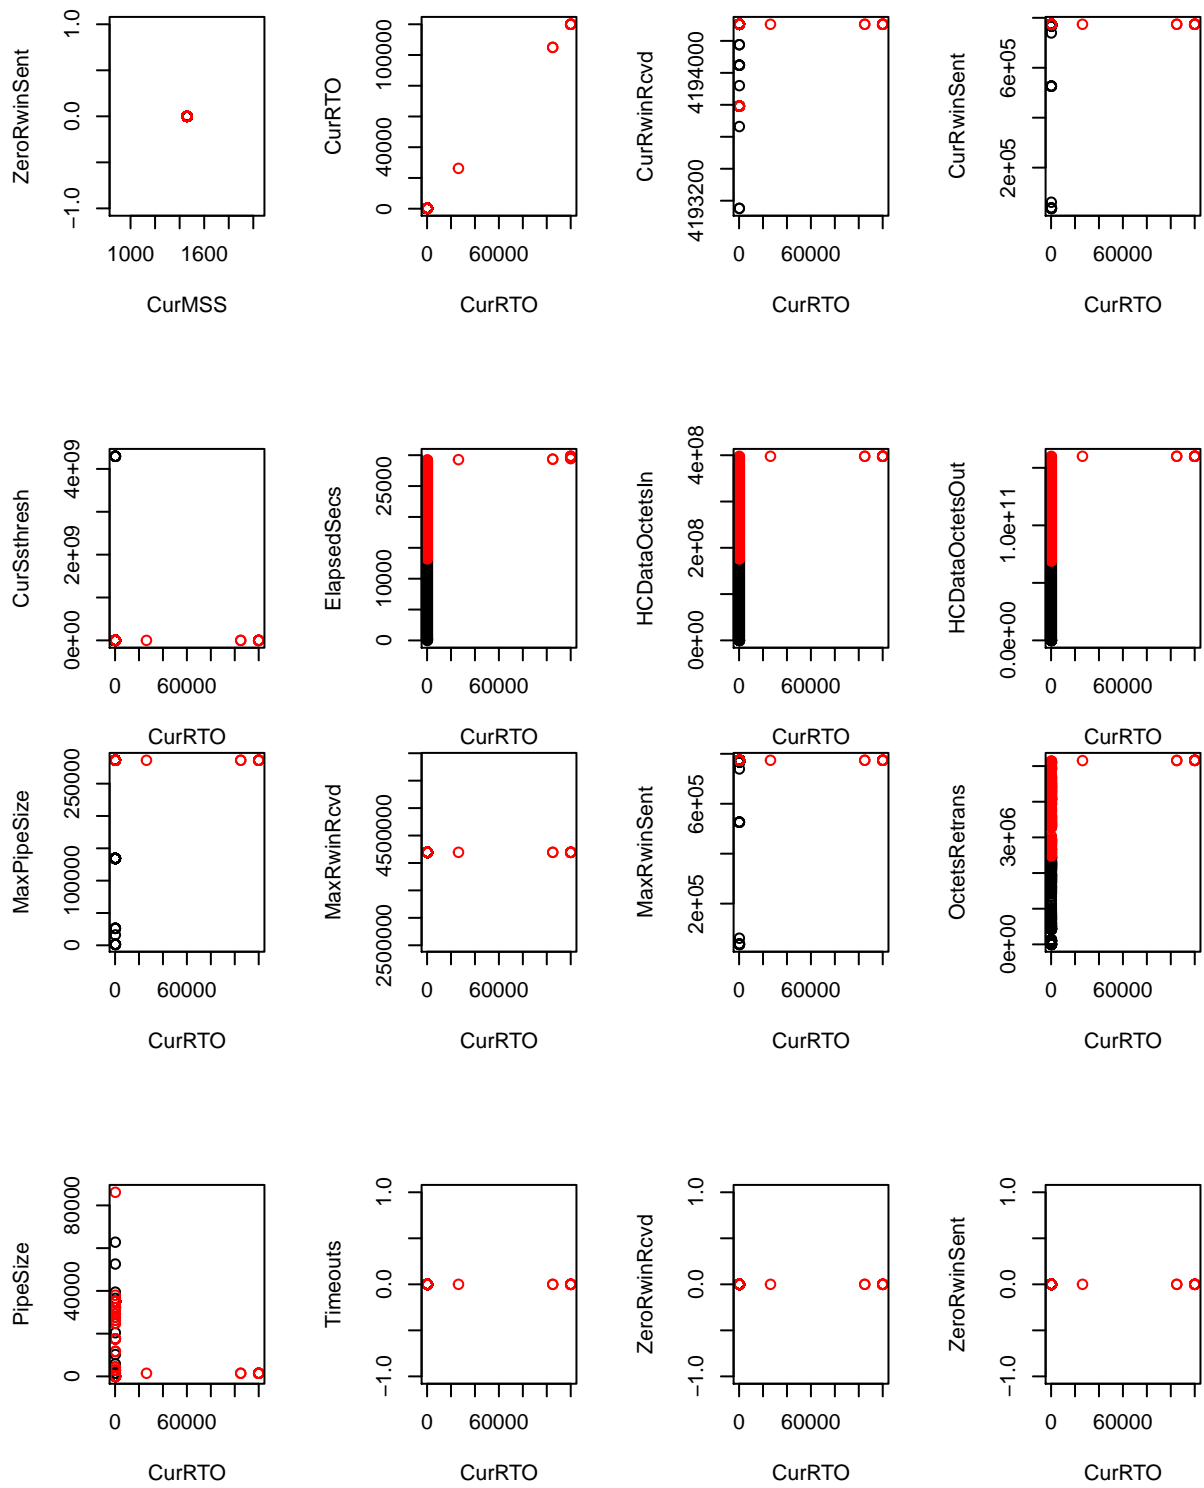 ZeroRwinSent
−1.0 0.0 1.0
1000 1600
CurMSS
CurRTO
0 40000 100000
0 60000
CurRTO
CurRwinRcvd
4193200 4194000
0 60000
CurRTO
CurRwinSent
2e+05 6e+05
0 60000
CurRTO
CurSsthresh
0e+00 2e+09 4e+09
0 60000
CurRTO
ElapsedSecs
0 10000 25000
0 60000
CurRTO
HCDataOctetsIn
0e+00 2e+08 4e+08
0 60000
CurRTO
HCDataOctetsOut
0.0e+00 1.0e+11
0 60000
CurRTO
MaxPipeSize
0 100000 250000
0 60000
CurRTO
MaxRwinRcvd
2500000 4500000
0 60000
CurRTO
MaxRwinSent
2e+05 6e+05
0 60000
CurRTO
OctetsRetrans
0e+00 3e+06
0 60000
CurRTO
PipeSize
0 40000 80000
0 60000
CurRTO
Timeouts
−1.0 0.0 1.0
0 60000
CurRTO
ZeroRwinRcvd
−1.0 0.0 1.0
0 60000
CurRTO
ZeroRwinSent
−1.0 0.0 1.0
0 60000
CurRTO